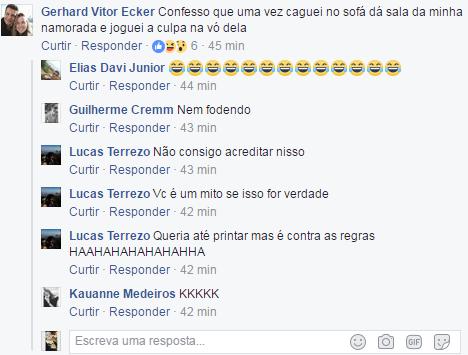 Gerhard Vitor Ecker Confesso que uma vez caguei no sofá dá sala da minha
namorada e joguei a culpa na vó dela
Curtir · Responder · 6 · 45 min
Elias Davi Junior 😂😂😂😂😂😂😂😂😂😂😂😂😂
Curtir · Responder · 44 min
Guilherme Cremm Nem fodendo
Curtir · Responder · 43 min
Lucas Terrezo Não consigo acreditar nisso
Curtir · Responder · 43 min
Lucas Terrezo Vc é um mito se isso for verdade
Curtir · Responder · 42 min
Lucas Terrezo Queria até printar mas é contra as regras
HAAHAHAHAHAHAHHA
Curtir · Responder · 42 min
Kauanne Medeiros KKKKK
Curtir · Responder · 42 min
Escreva uma resposta...
GIF